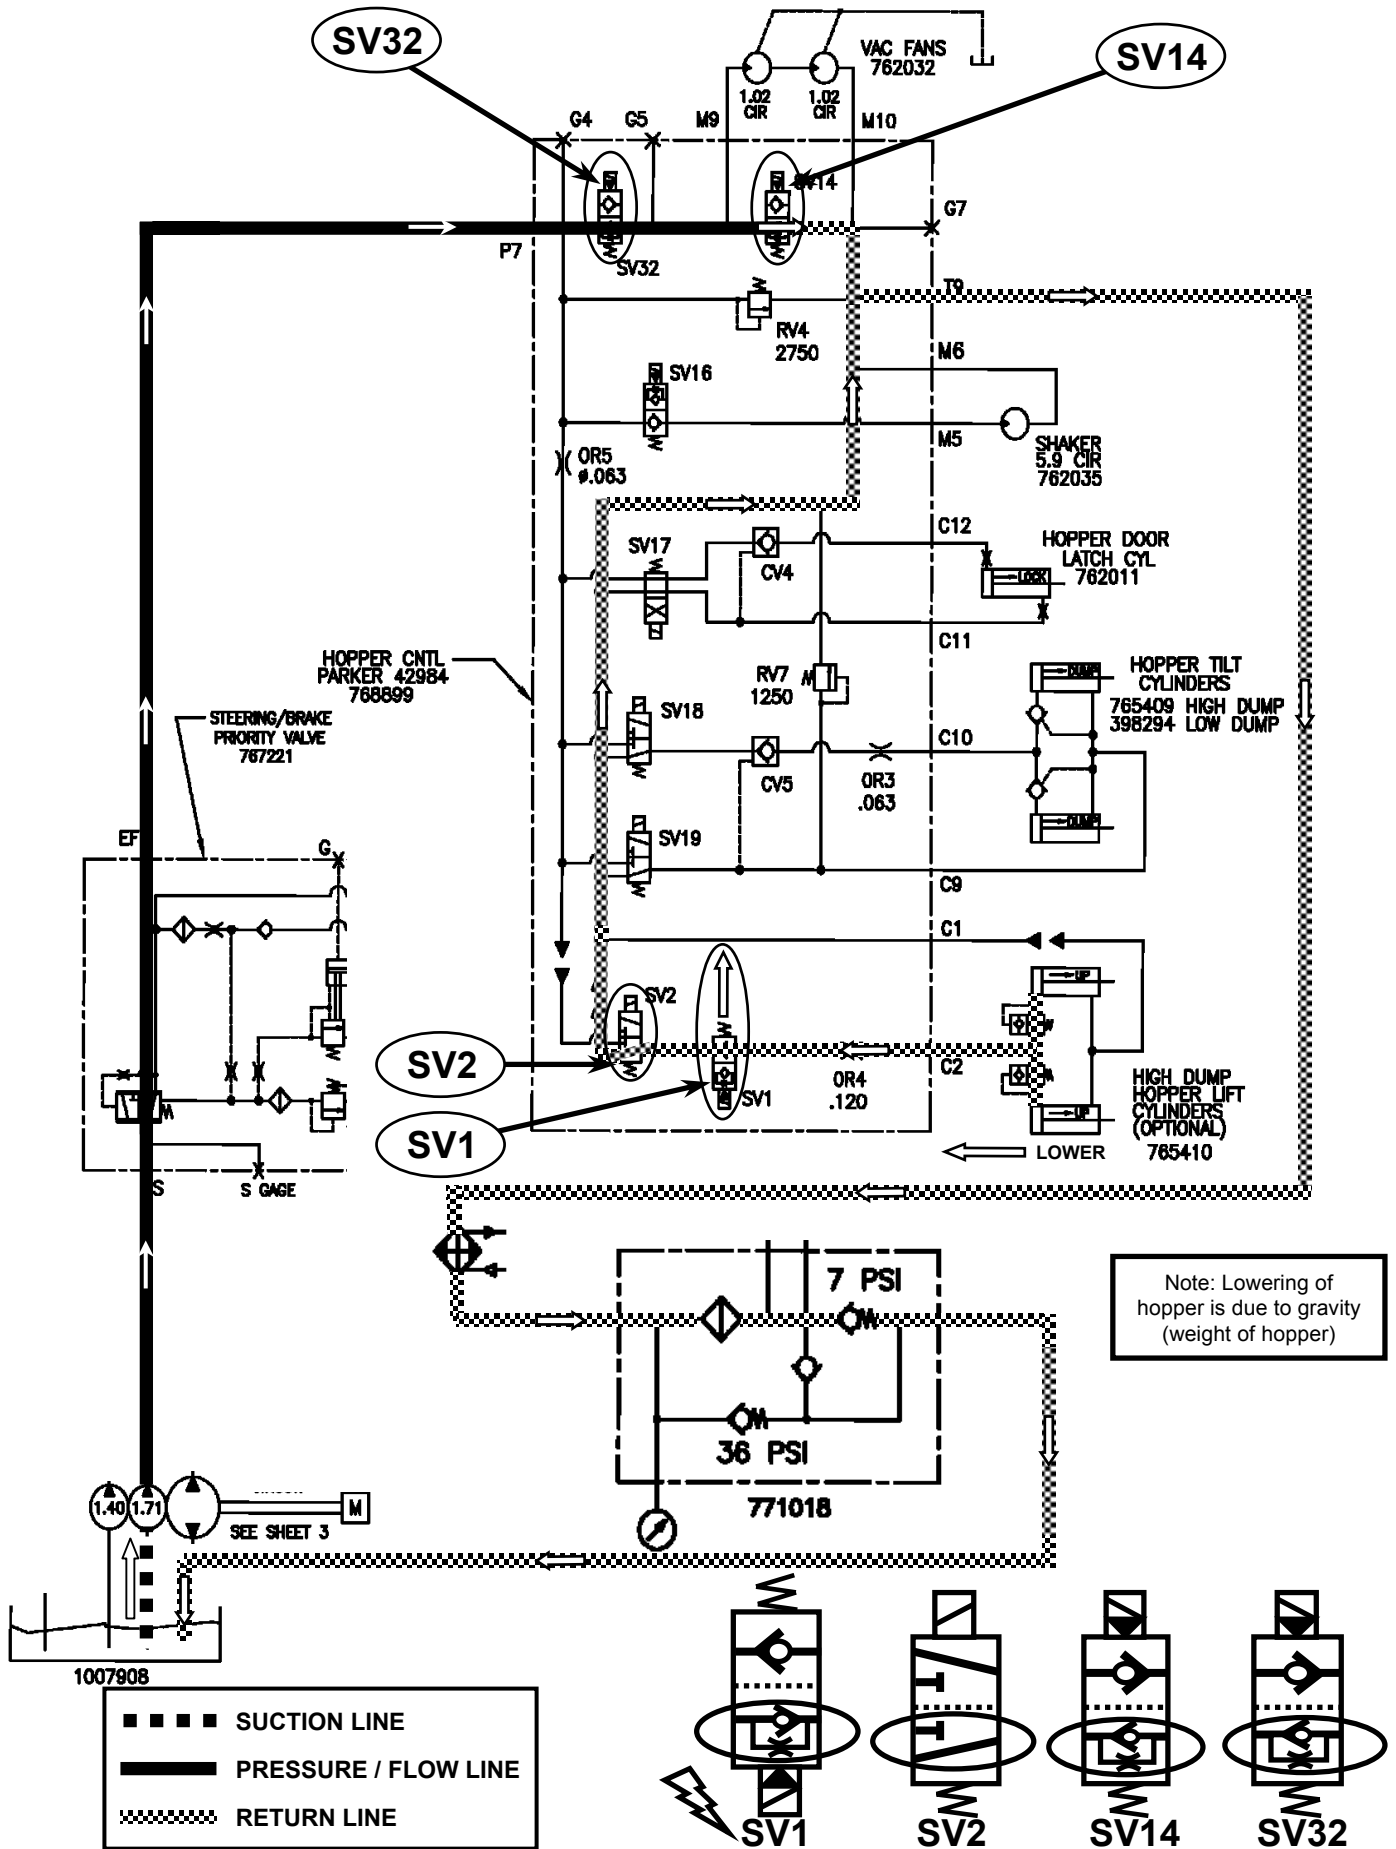 SV32
SV14
VAC FANS
762032
1.02
CIR
1.02
CIR
G4
G5
M9
M10
SV14
G7
P7
SV32
T9
RV4
2750
M6
SV16
M5
SHAKER
5.9 CIR
762035
OR5
ø.063
C12
SV17
HOPPER DOOR
LATCH CYL
762011
CV4
LOCK
C11
HOPPER CNTL
PARKER 42984
768899
RV7
1250
DUMP
HOPPER TILT
CYLINDERS
765409 HIGH DUMP
398294 LOW DUMP
STEERING/BRAKE
PRIORITY VALVE
767221
SV18
C10
CV5
OR3
.063
DUMP
EF
G
SV19
C9
C1
UP
SV2
SV2
C2
OR4
.120
SV1
SV1
UP
HIGH DUMP
HOPPER LIFT
CYLINDERS
(OPTIONAL)
765410
LOWER
S
S GAGE
7 PSI
Note: Lowering of
hopper is due to gravity
(weight of hopper)
36 PSI
771018
1.40
1.71
M
SEE SHEET 3
1007908
SUCTION LINE
PRESSURE / FLOW LINE
RETURN LINE
SV1
SV2
SV14
SV32